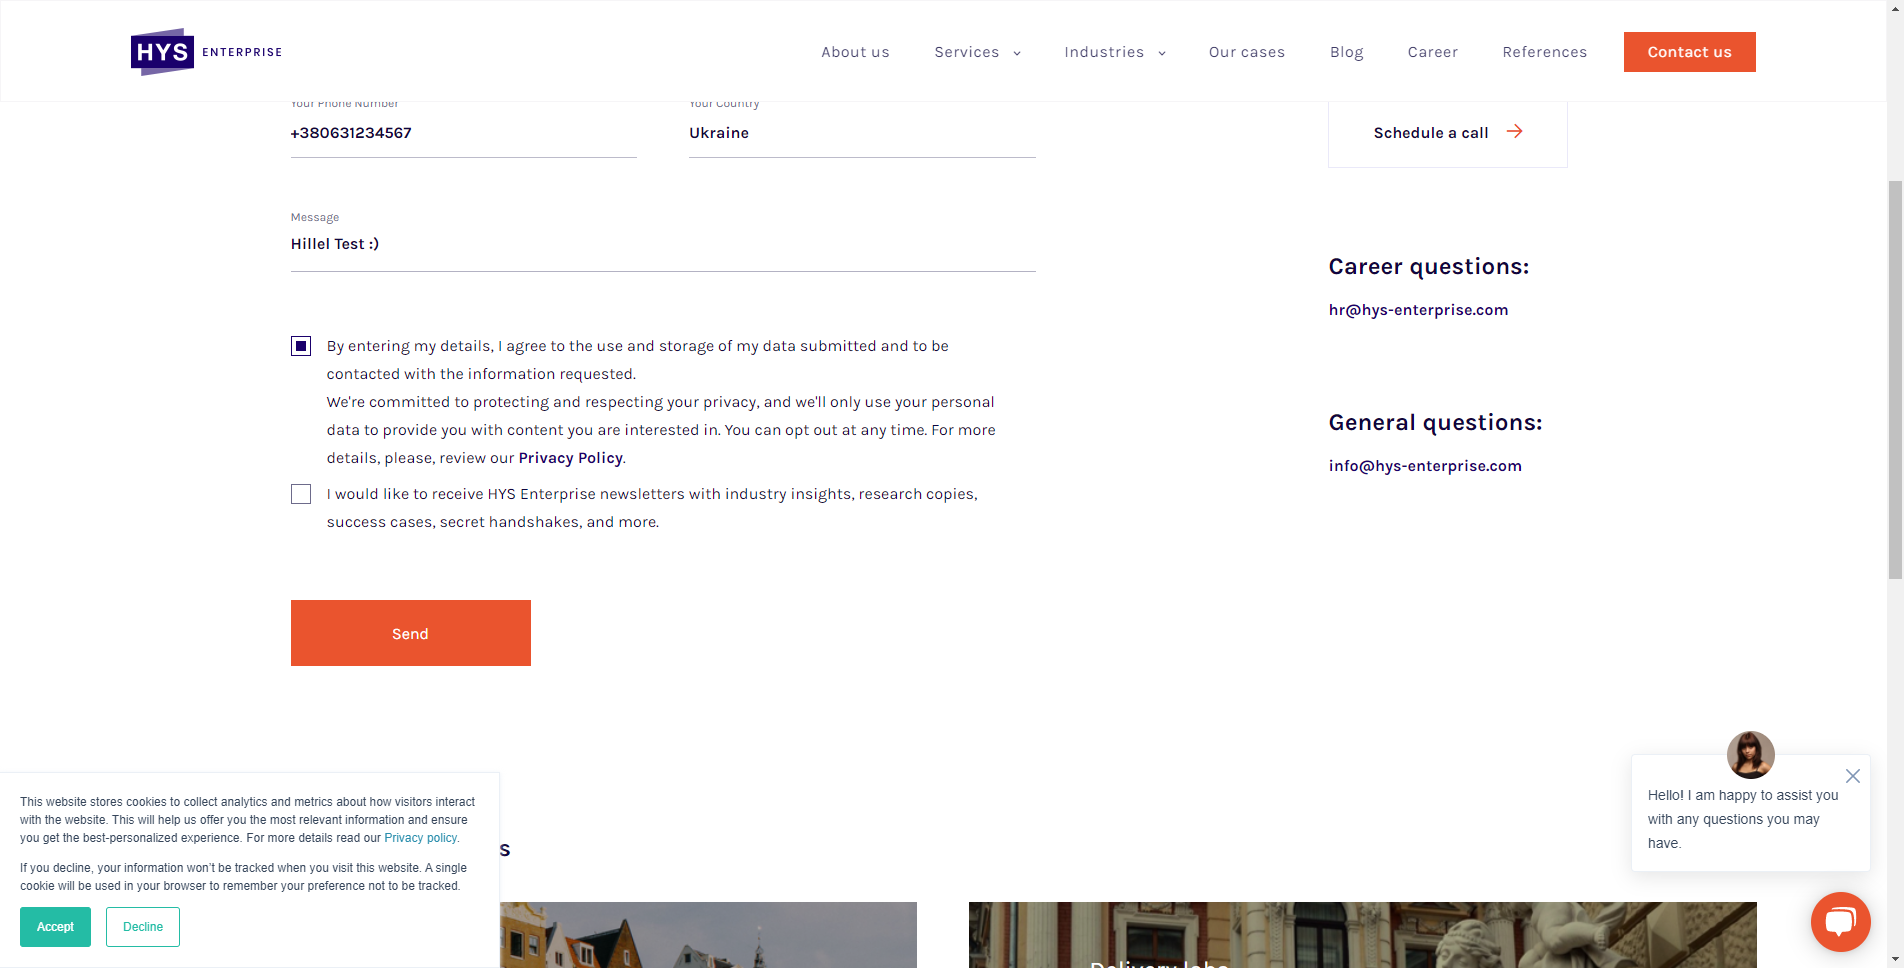 HYS ENTERPRISE
About us
Services
Industries
Our cases
Blog
Career
References
Contact us
Your Phone Number
+380631234567
Your Country
Ukraine
Message
Hillel Test :)
By entering my details, I agree to the use and storage of my data submitted and to be
contacted with the information requested.
We're committed to protecting and respecting your privacy, and we'll only use your personal
data to provide you with content you are interested in. You can opt out at any time. For more
details, please, review our Privacy Policy.
I would like to receive HYS Enterprise newsletters with industry insights, research copies,
success cases, secret handshakes, and more.
Send
Schedule a call
Career questions:
hr@hys-enterprise.com
General questions:
info@hys-enterprise.com
This website stores cookies to collect analytics and metrics about how visitors interact
with the website. This will help us offer you the most relevant information and ensure
you get the best-personalized experience. For more details read our Privacy policy.
If you decline, your information won't be tracked when you visit this website. A single
cookie will be used in your browser to remember your preference not to be tracked.
Accept
Decline
s
Hello! I am happy to assist you
with any questions you may
have.
Delivery labs